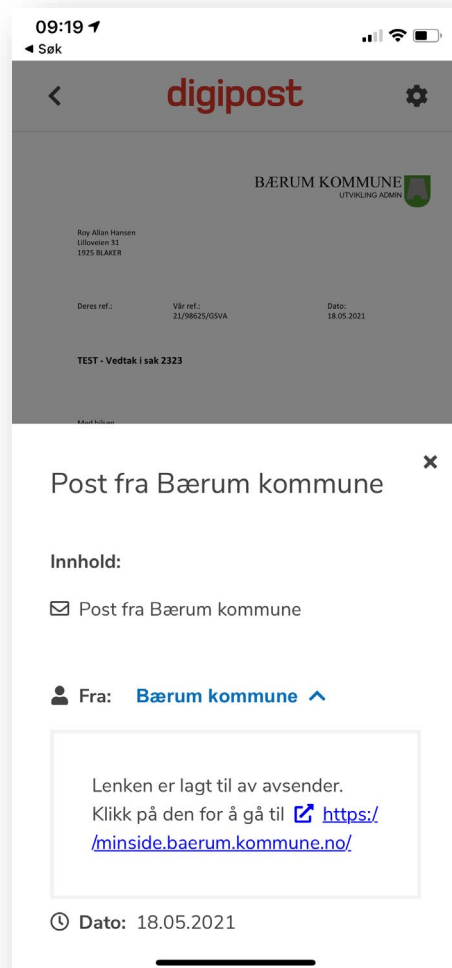 09:19
◄ Søk
digipost
BÆRUM KOMMUNE
UTVIKLING ADMIN
Roy Allan Hansen
Lilloveien 31
1925 BLAKER
Deres ref.: Vår ref.: Dato:
21/98625/GSVA 18.05.2021
TEST - Vedtak i sak 2323
Med hilsen
Post fra Bærum kommune
Innhold:
Post fra Bærum kommune
Fra: Bærum kommune
Lenken er lagt til av avsender.
Klikk på den for å gå til https:/
/minside.baerum.kommune.no/
Dato: 18.05.2021